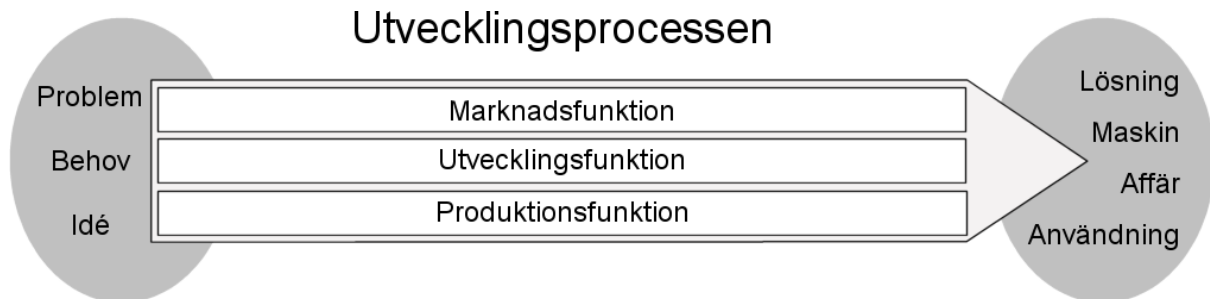 Utvecklingsprocessen
Problem
Behov
Idé
Marknadsfunktion
Utvecklingsfunktion
Produktionsfunktion
Lösning
Maskin
Affär
Användning